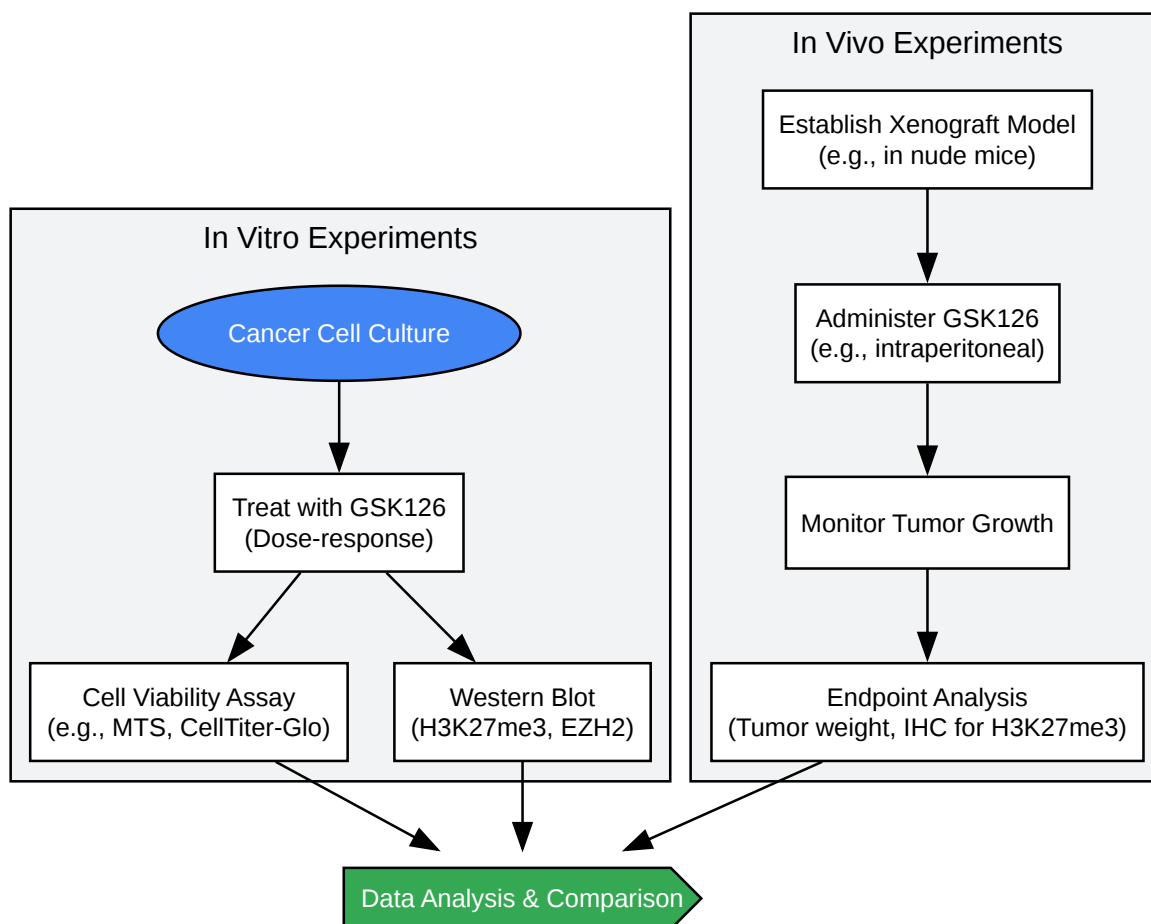 In Vitro Experiments
Cancer Cell Culture
Treat with GSK126
(Dose-response)
Cell Viability Assay
(e.g., MTS, CellTiter-Glo)
Western Blot
(H3K27me3, EZH2)
In Vivo Experiments
Establish Xenograft Model
(e.g., in nude mice)
Administer GSK126
(e.g., intraperitoneal)
Monitor Tumor Growth
Endpoint Analysis
(Tumor weight, IHC for H3K27me3)
Data Analysis & Comparison